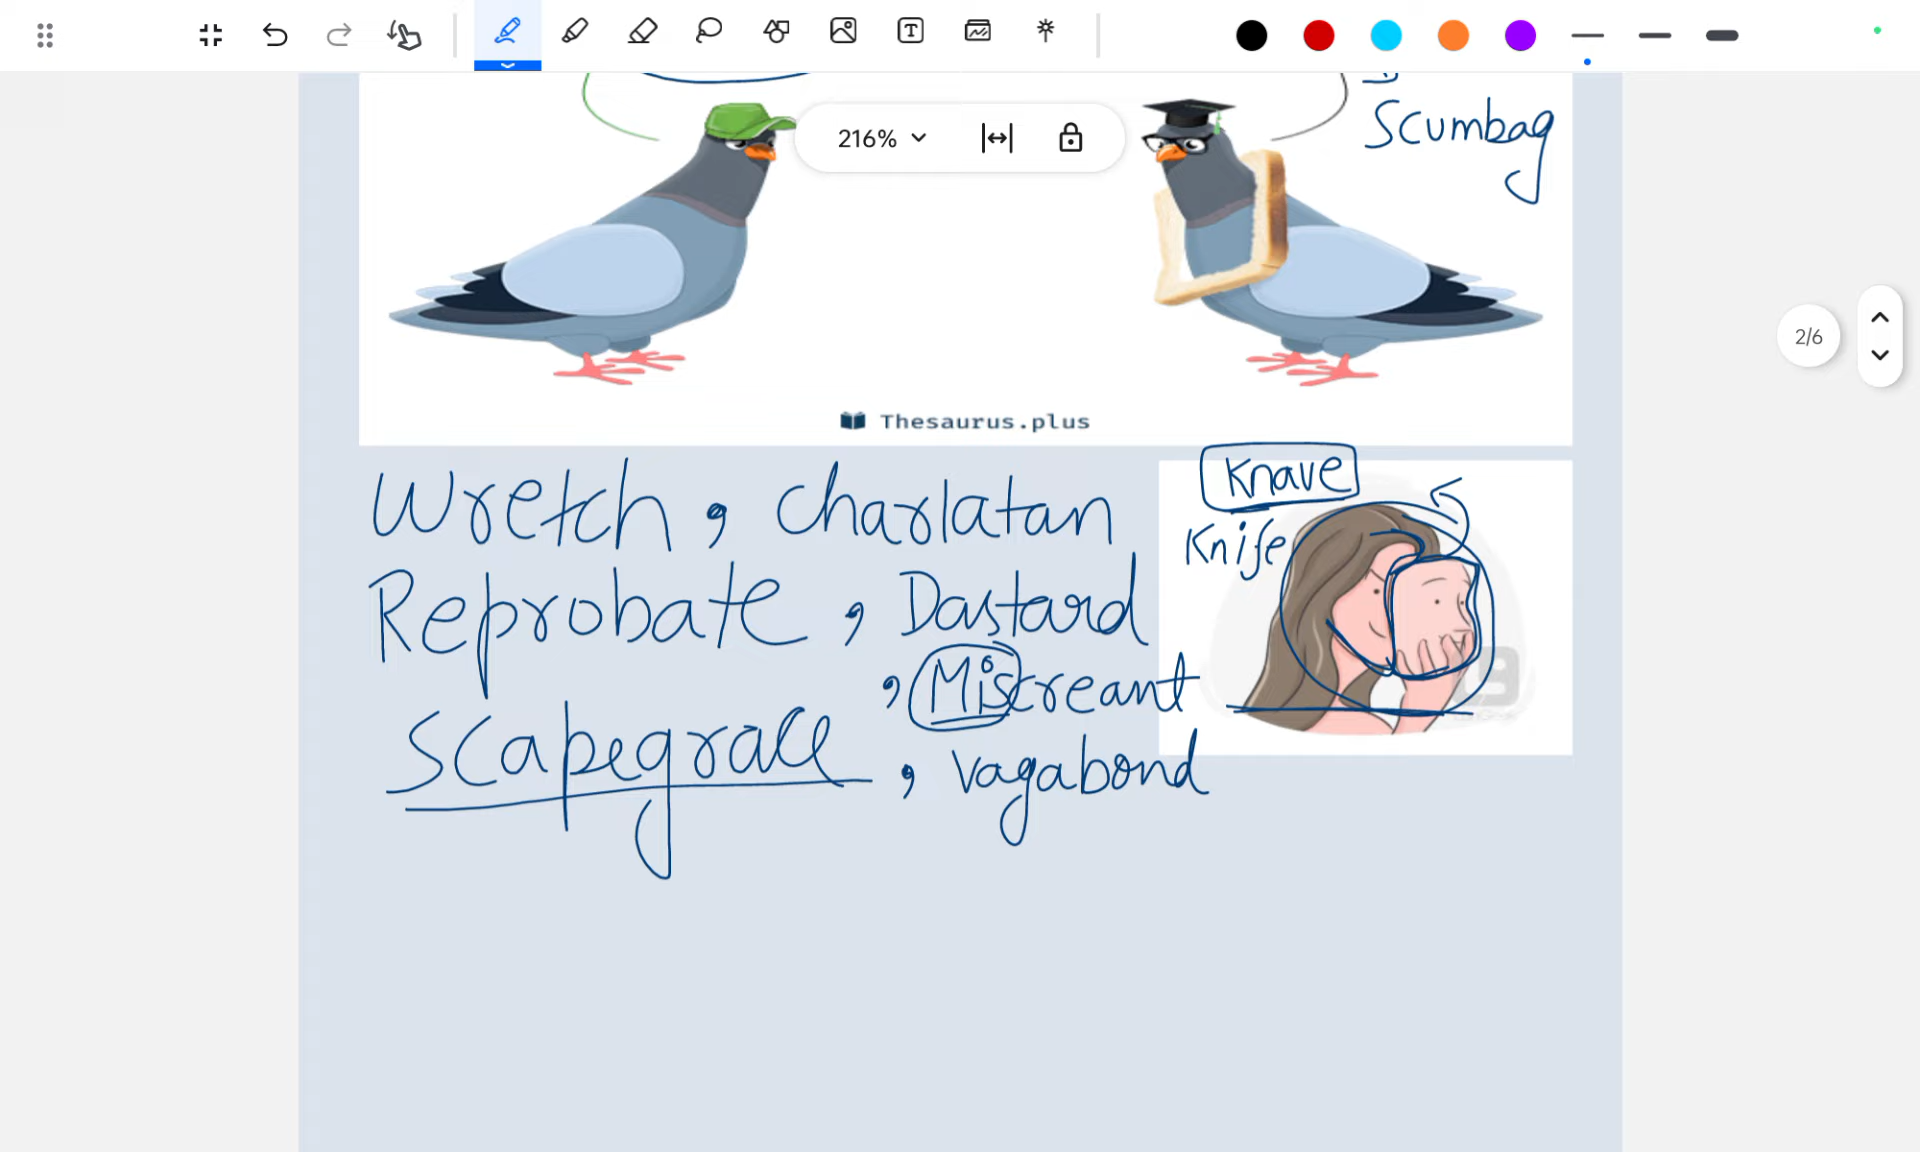 216%
Scumbag
2/6
Thesaurus.plus
Knave
Knife
Wretch , Charlatan
Reprobate , Dastard
, Miscreant
Scapegrace , vagabond